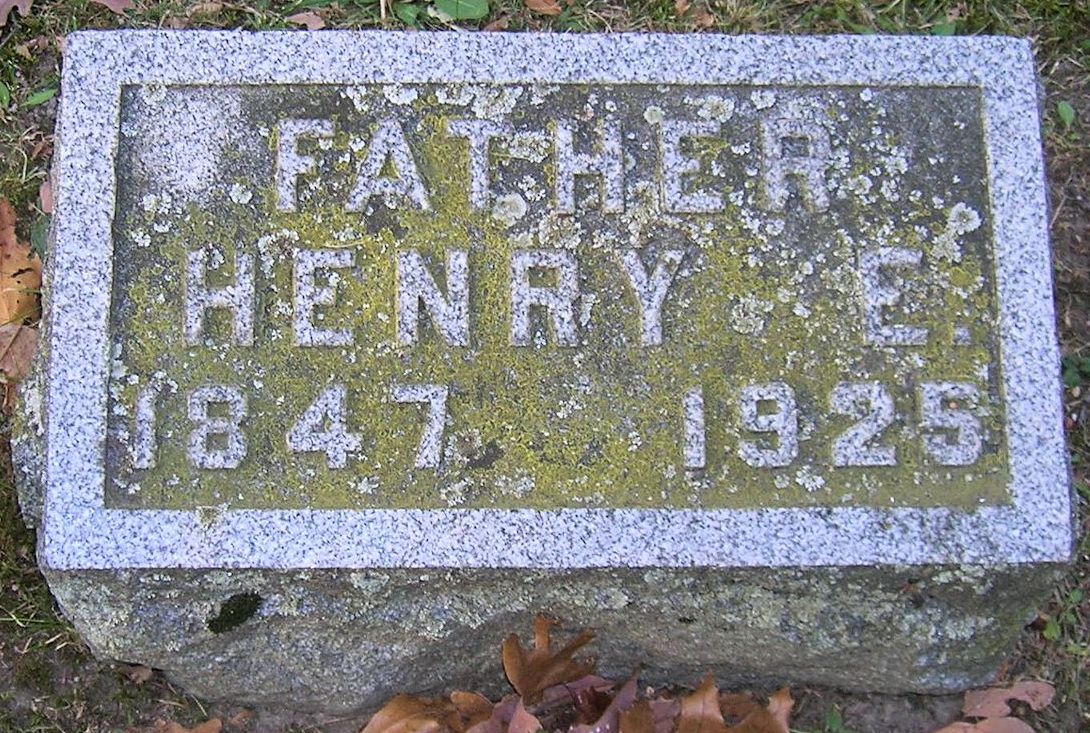 FATHER
HENRY E.
1847 1925